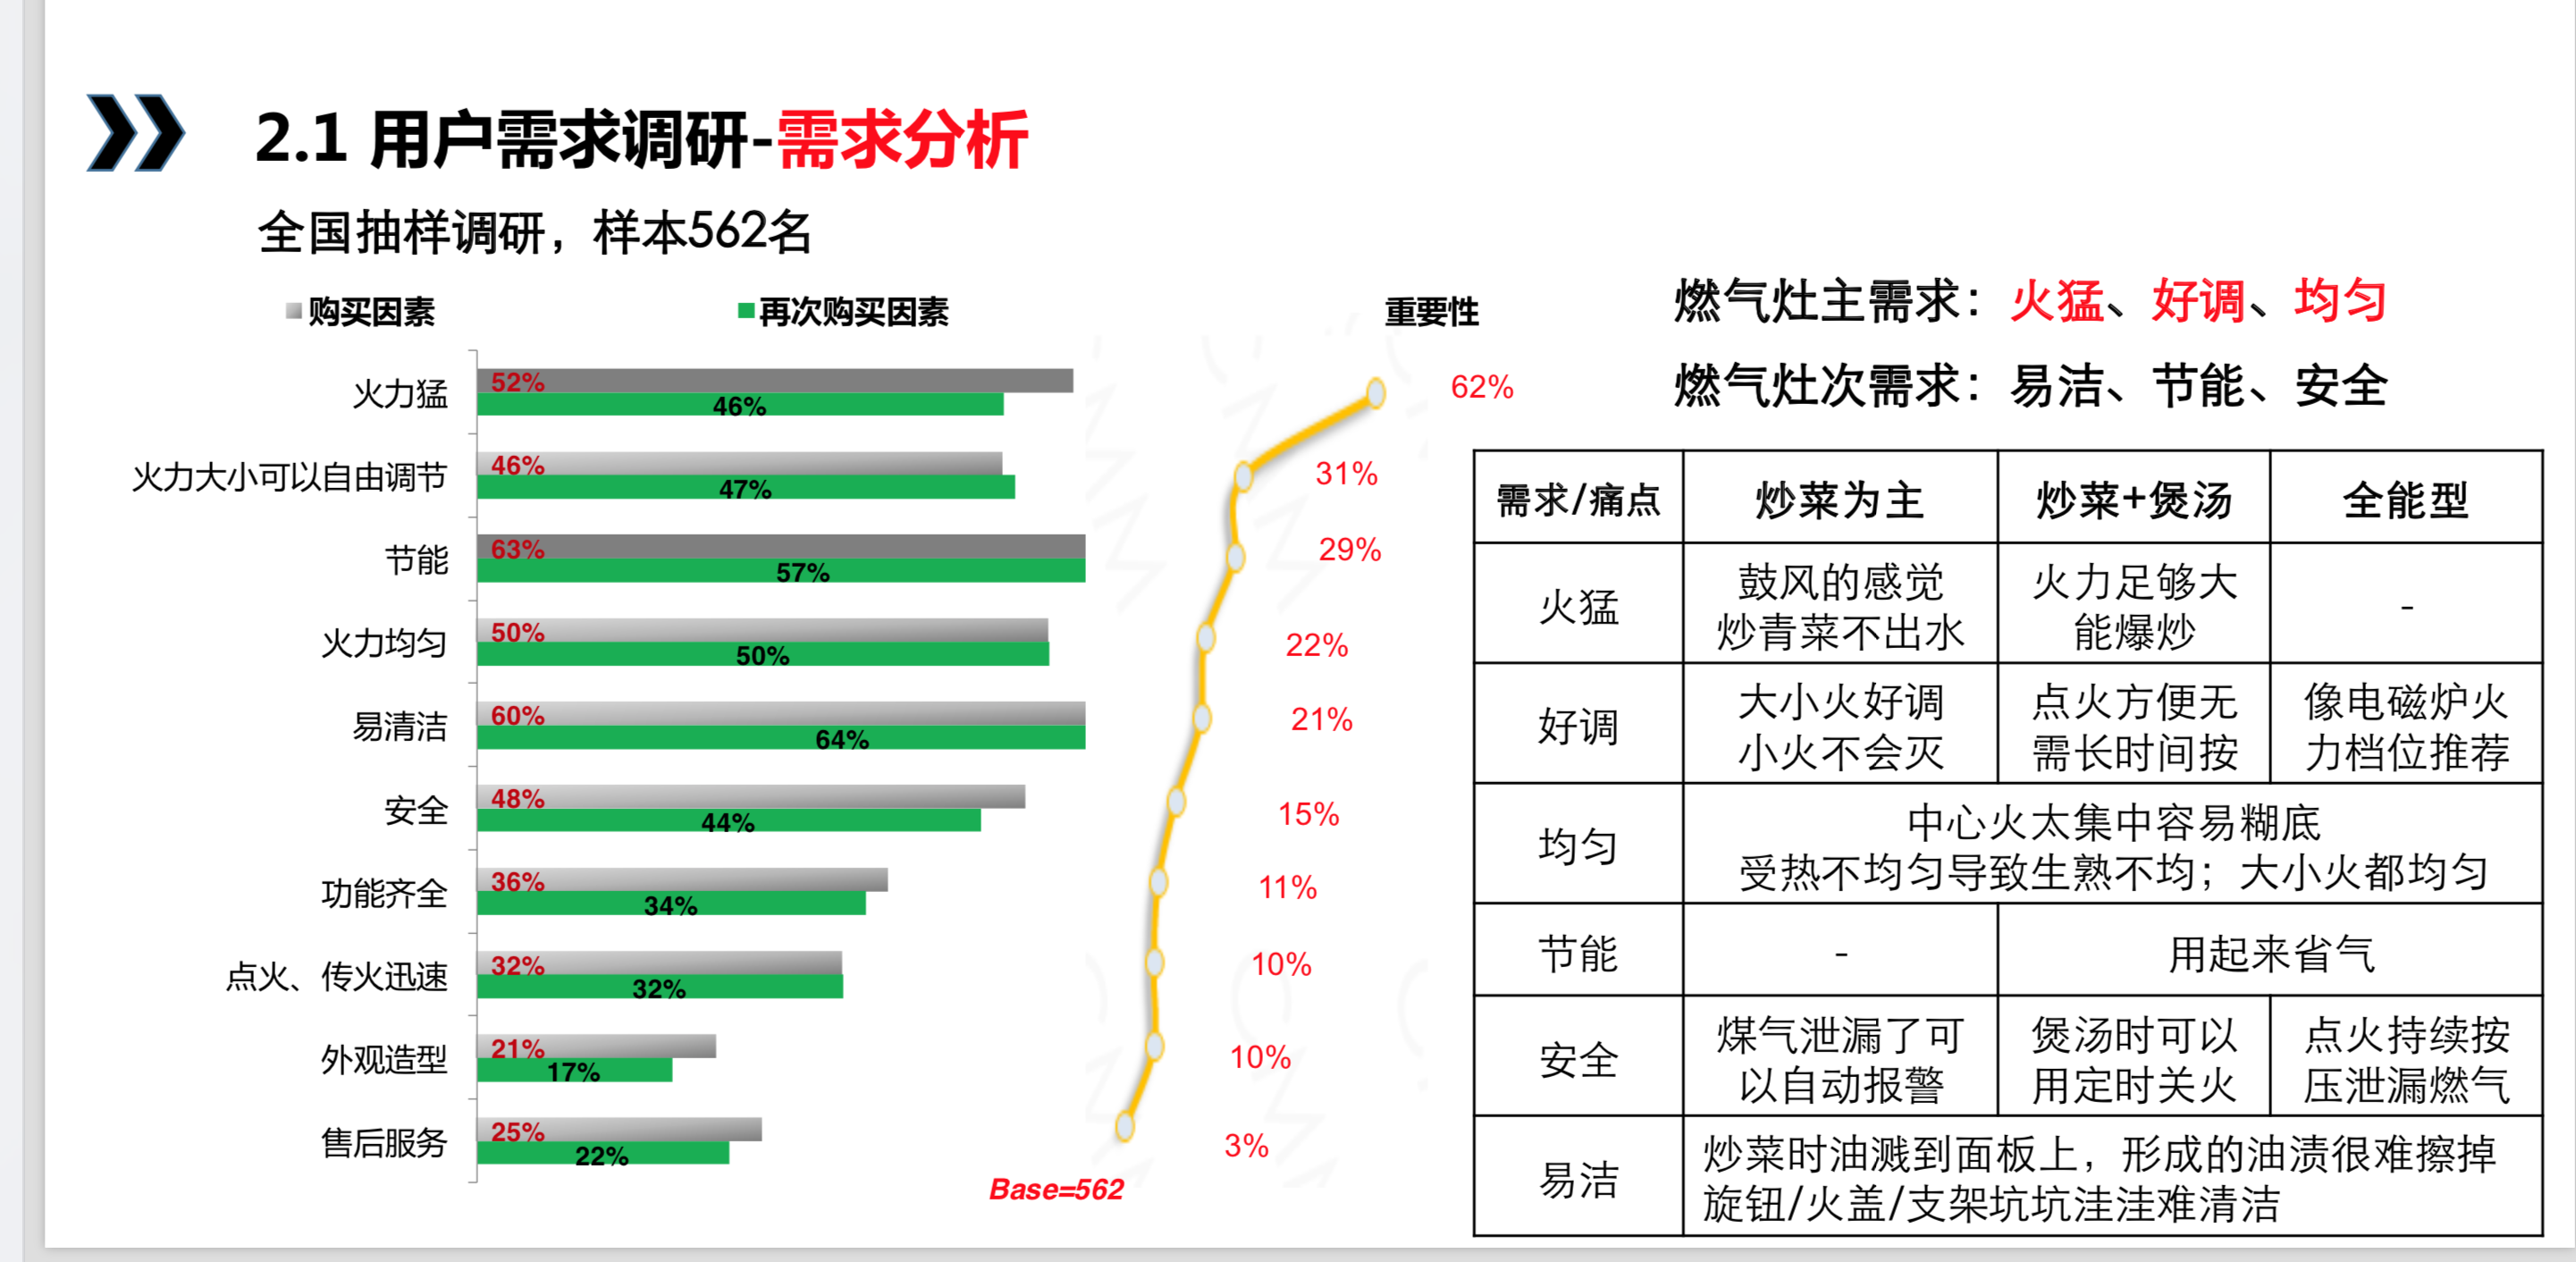 2.1 用户需求调研-需求分析
全国抽样调研，样本562名
购买因素
再次购买因素
重要性
火力猛
52%
46%
62%
火力大小可以自由调节
46%
47%
31%
节能
63%
57%
29%
火力均匀
50%
50%
22%
易清洁
60%
64%
21%
安全
48%
44%
15%
功能齐全
36%
34%
11%
点火、传火迅速
32%
32%
10%
外观造型
21%
17%
10%
售后服务
25%
22%
3%
Base=562
燃气灶主需求：火猛、好调、均匀
燃气灶次需求：易洁、节能、安全
需求/痛点
炒菜为主
炒菜+煲汤
全能型
火猛
鼓风的感觉
炒青菜不出水
火力足够大
能爆炒
-
好调
大小火好调
小火不会灭
点火方便无
需长时间按
像电磁炉火
力档位推荐
均匀
中心火太集中容易糊底
受热不均匀导致生熟不均；大小火都均匀
节能
-
用起来省气
安全
煤气泄漏了可
以自动报警
煲汤时可以
用定时关火
点火持续按
压泄漏燃气
易洁
炒菜时油溅到面板上，形成的油渍很难擦掉
旋钮/火盖/支架坑坑洼洼难清洁